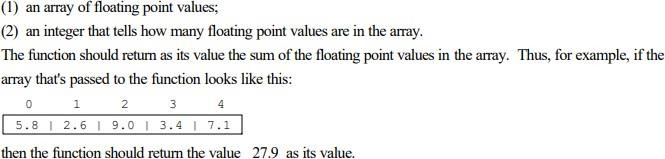 (1) an array of floating point values;
(2) an integer that tells how many floating point values are in the array.
The function should return as its value the sum of the floating point values in the array. Thus, for example, if the
array that's passed to the function looks like this:
0 1 2 3 4
5.8 | 2.6 | 9.0 | 3.4 | 7.1
then the function should return the value 27.9 as its value.